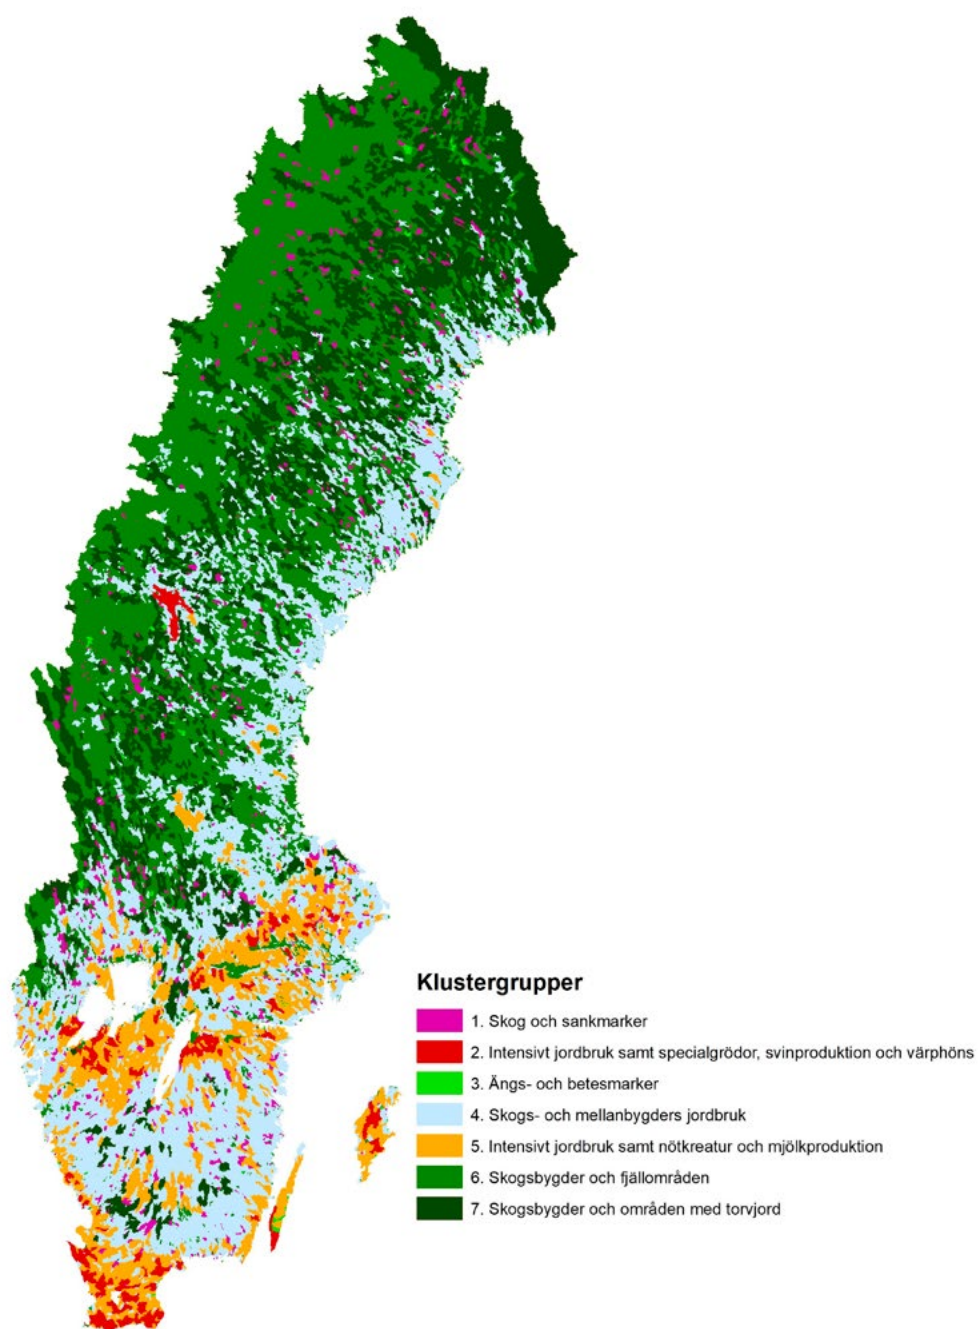 Klustergrupper
1. Skog och sankmarker
2. Intensivt jordbruk samt specialgrödor, svinproduktion och värphöns
3. Ängs- och betesmarker
4. Skogs- och mellanbygders jordbruk
5. Intensivt jordbruk samt nötkreatur och mjölkproduktion
6. Skogsbygder och fjällområden
7. Skogsbygder och områden med torvjord